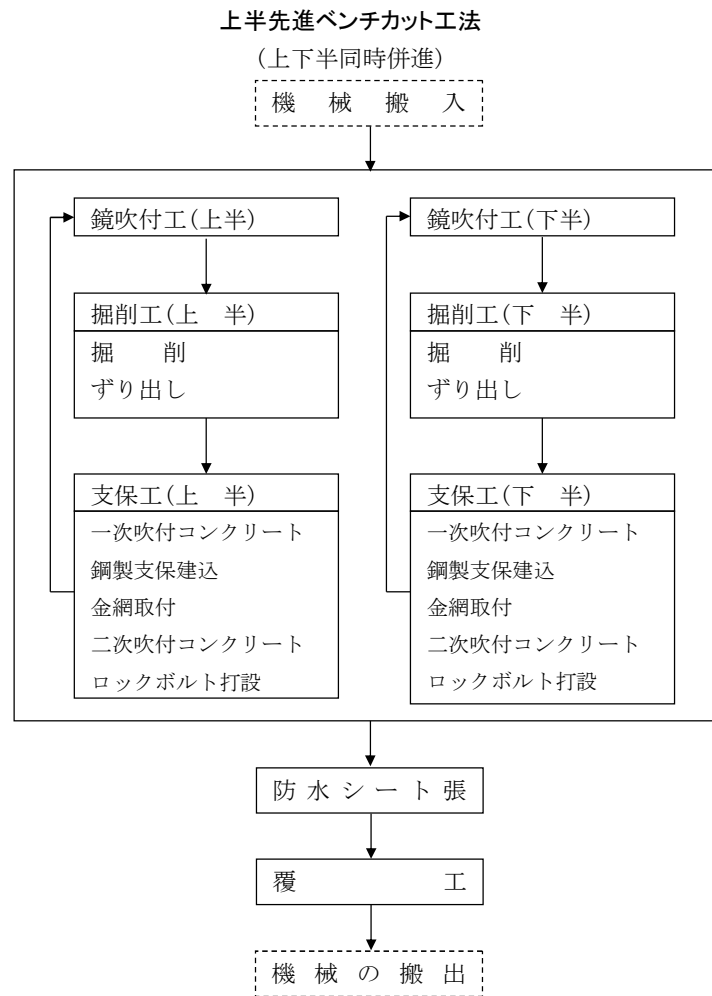 上半先進ベンチカット工法
(上下半同時併進)
機械搬入
鏡吹付工(上半)
掘削工(上　半)
掘　　削
ずり出し
支保工(上　半)
一次吹付コンクリート
鋼製支保建込
金網取付
二次吹付コンクリート
ロックボルト打設
鏡吹付工(下半)
掘削工(下　半)
掘　　削
ずり出し
支保工(下　半)
一次吹付コンクリート
鋼製支保建込
金網取付
二次吹付コンクリート
ロックボルト打設
防水シート張
覆　　　　工
機械の搬出